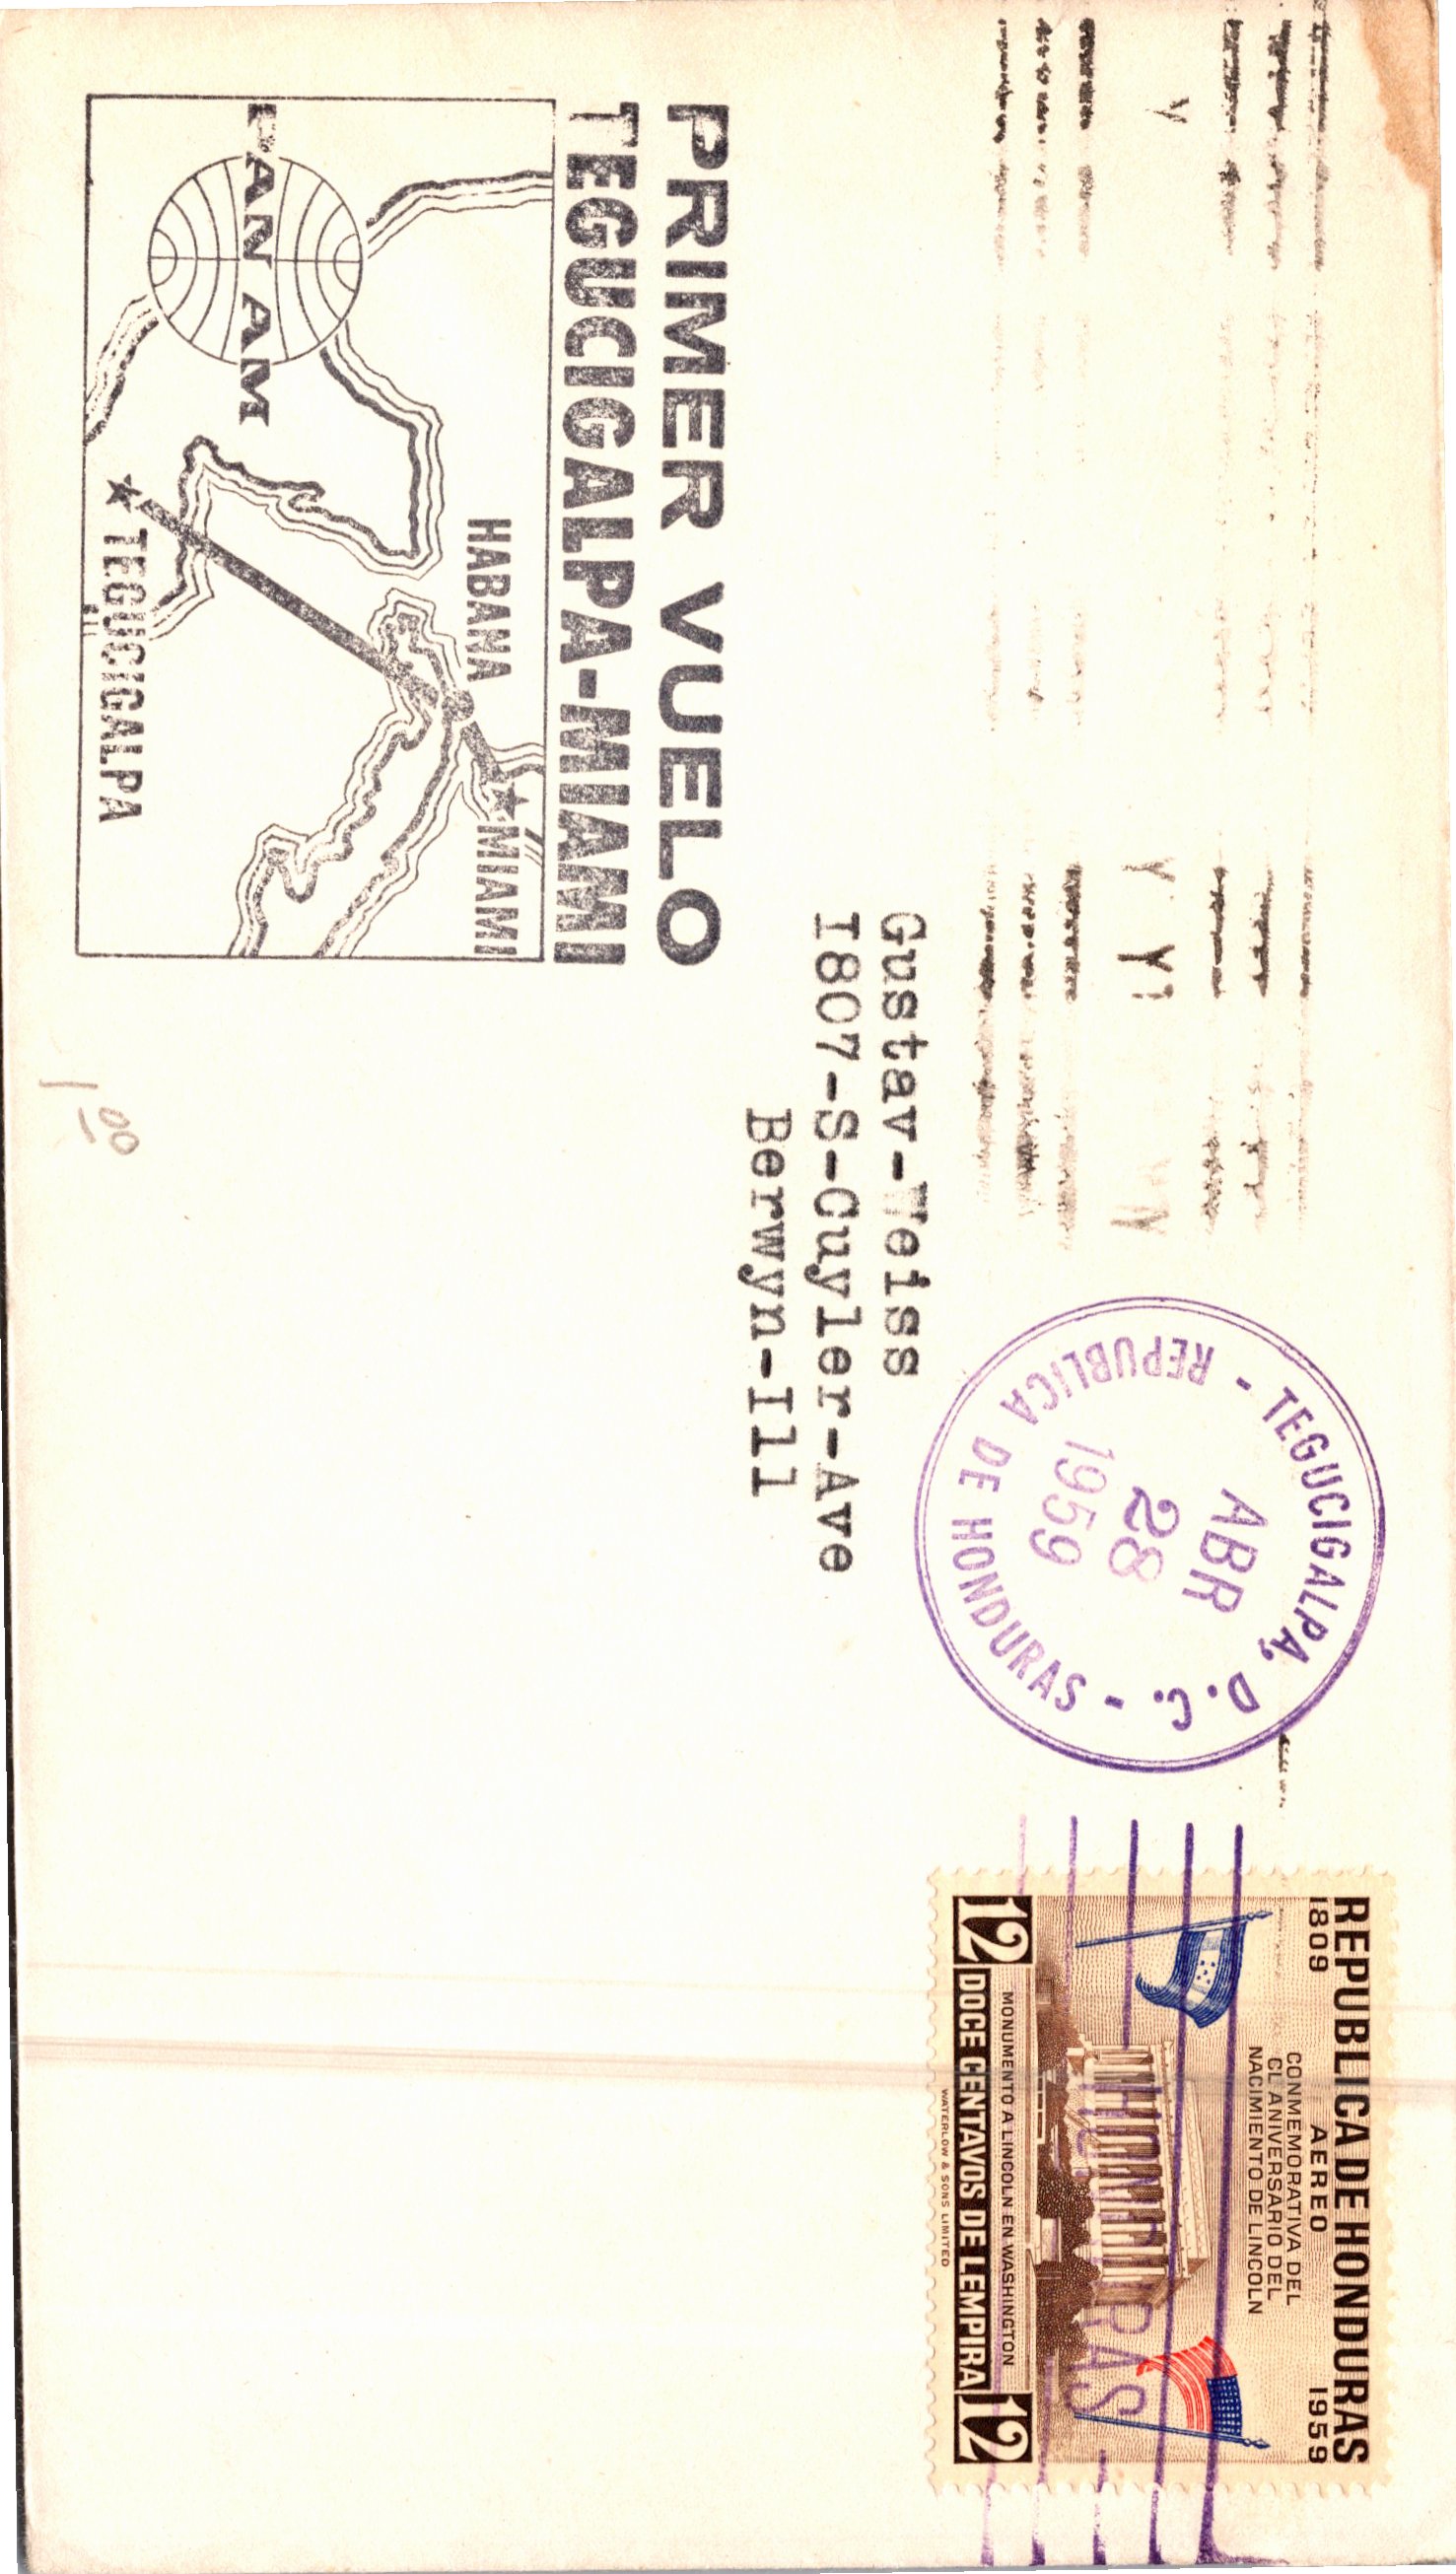 PRIMER VUELO
TEGUCIGALPA-MIAMI
PAN AM
HABANA
MIAMI
TEGUCIGALPA
Gustav-Weiss
I807-S-Cuyler-Ave
Berwyn-Ill
TEGUCIGALPA, D.C. -
REPUBLICA DE HONDURAS -
ABR
28
1959
REPUBLICA DE HONDURAS
1809 AEREO 1959
CONMEMORATIVA DEL
CL ANIVERSARIO DEL
NACIMIENTO DE LINCOLN
HONDURAS
MONUMENTO A LINCOLN EN WASHINGTON
12 DOCE CENTAVOS DE LEMPIRA 12
WATERLOW & SONS LIMITED
1.00